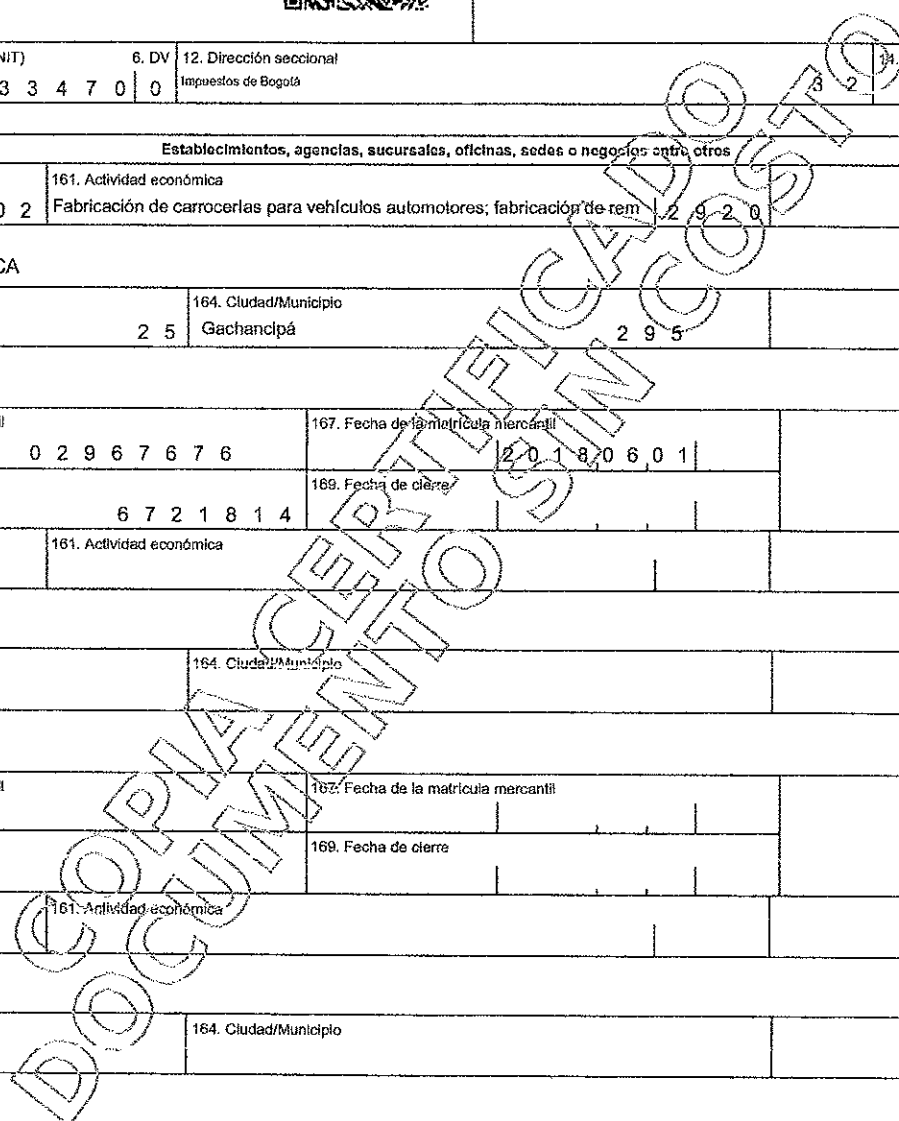 NIT) 6. DV 12. Dirección seccional 14.
3 3 4 7 0 0 Impuestos de Bogotá 3 2
Establecimientos, agencias, sucursales, oficinas, sedes o negocios entre otros
161. Actividad económica
0 2 Fabricación de carrocerías para vehículos automotores; fabricación de rem 2 9 2 0
CA
164. Ciudad/Municipio
2 5 Gachancipá 2 9 5
167. Fecha de la matrícula mercantil
0 2 9 6 7 6 7 6 2 0 1 8 0 6 0 1
169. Fecha de cierre
6 7 2 1 8 1 4
161. Actividad económica
164. Ciudad/Municipio
167. Fecha de la matrícula mercantil
169. Fecha de cierre
161. Actividad económica
164. Ciudad/Municipio
COPIA CERTIFICADO
DOCUMENTO SIN COSTO